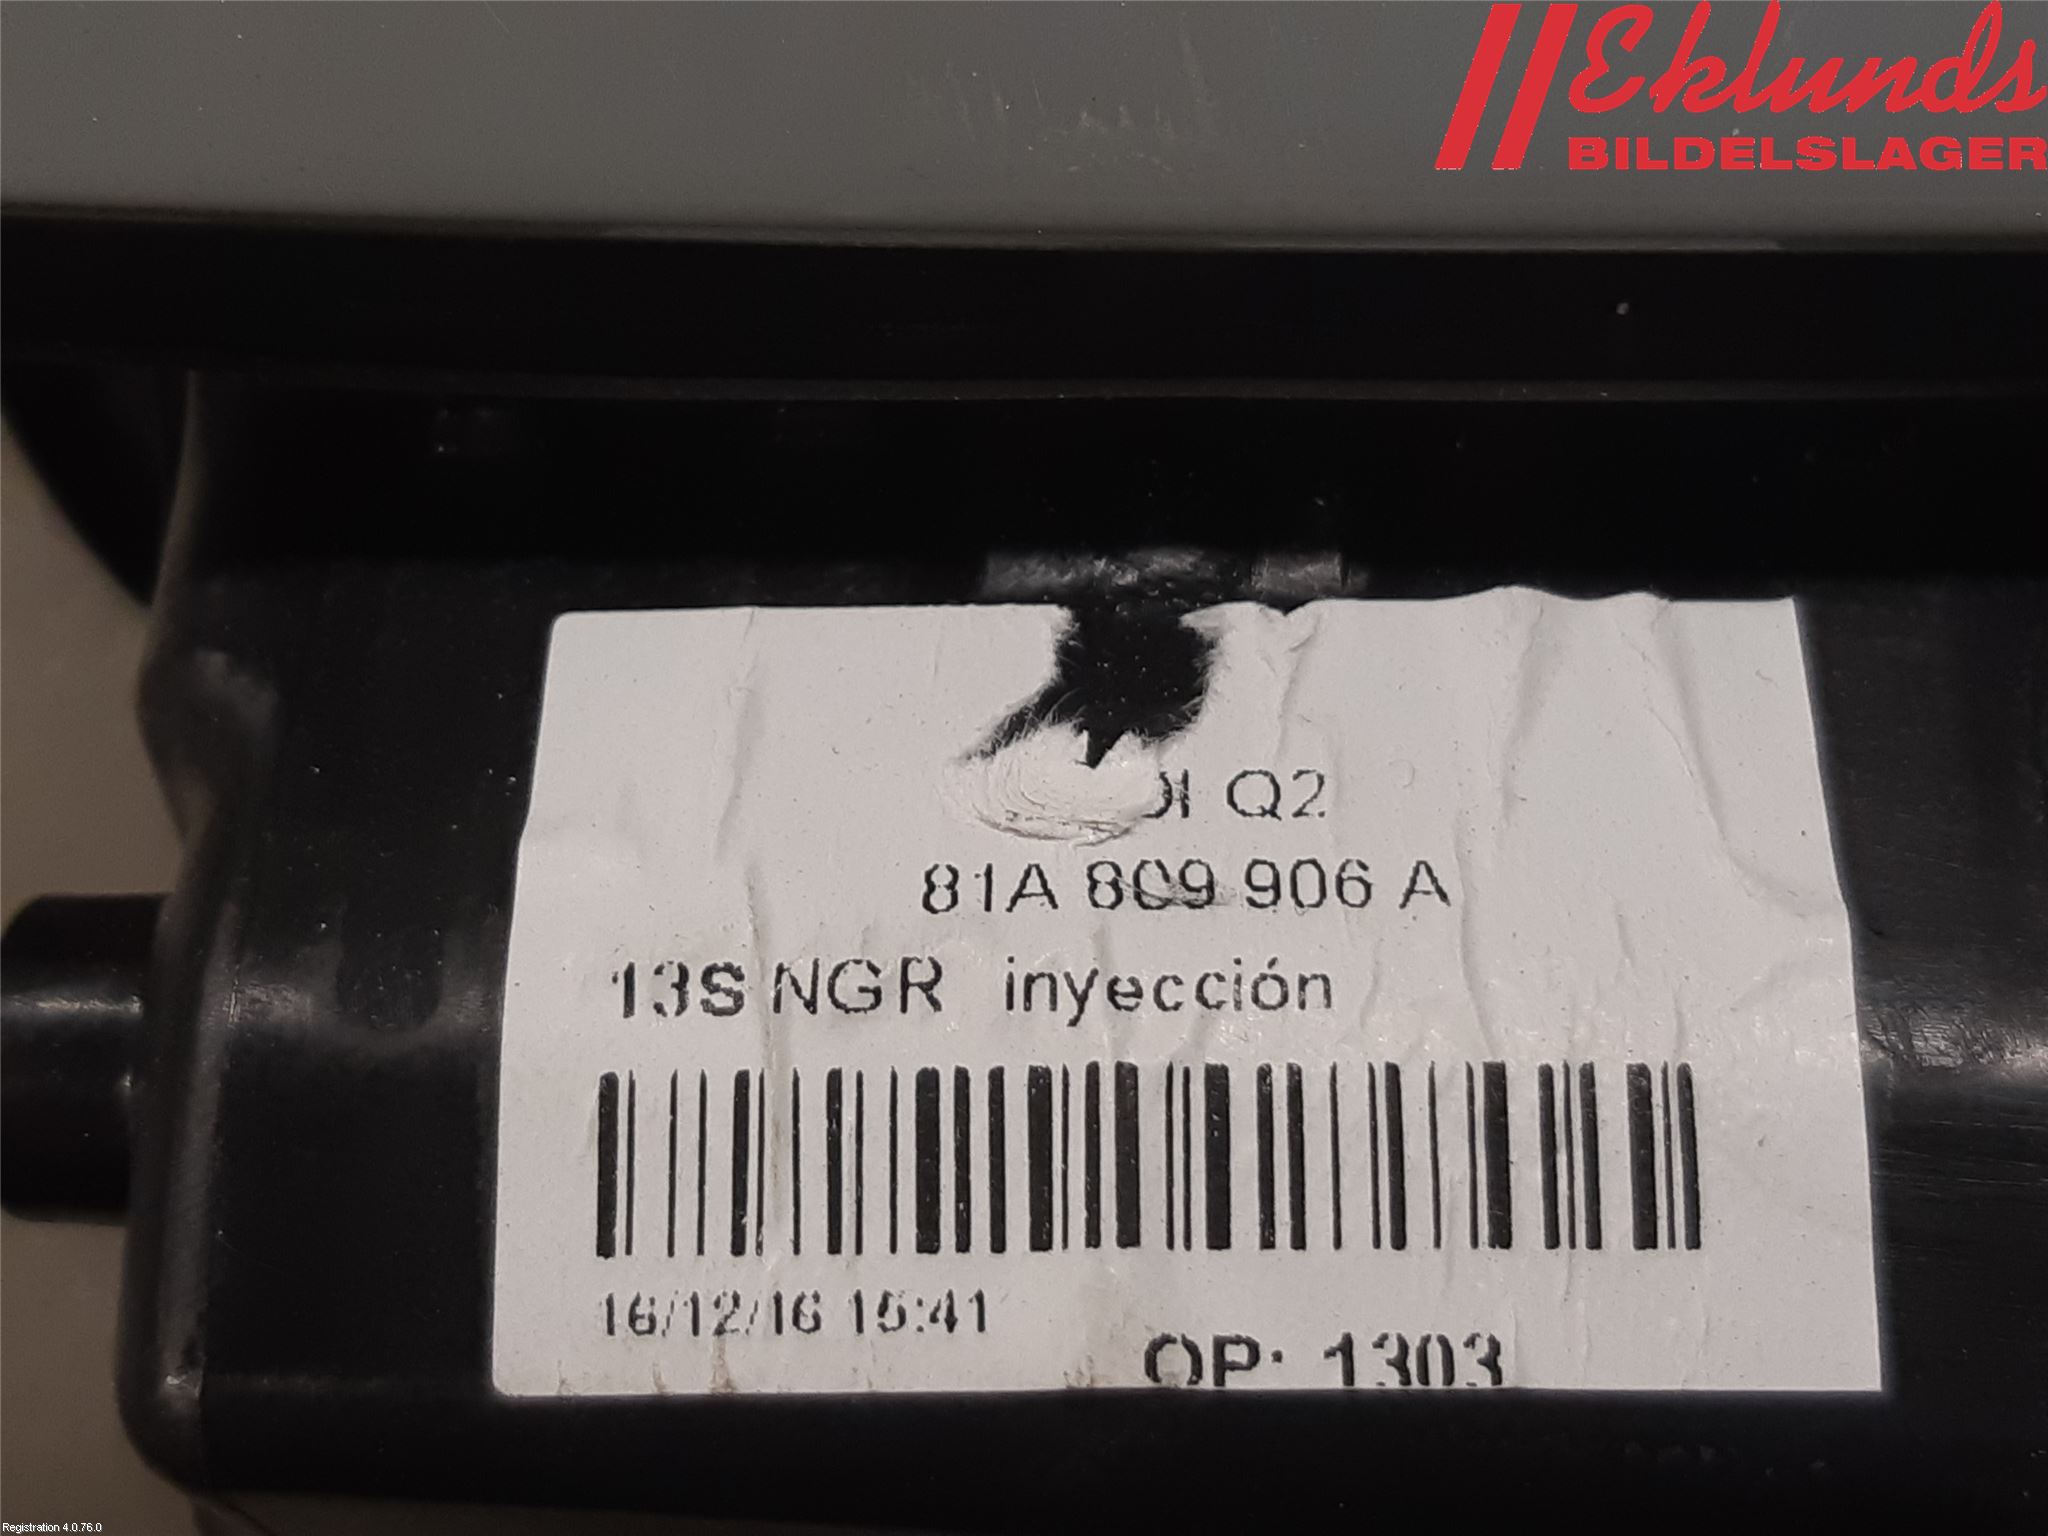 Eklunds
BILDELSLAGER
Q2
81A 809 906 A
13S NGR inyección
16/12/16 15:41
OP: 1303
Registration 4.0.76.0